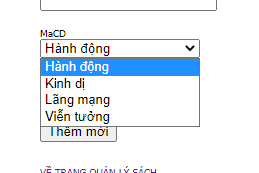 MaCD
Hành động
Hành động
Kinh dị
Lãng mạng
Viễn tưởng
Thêm mới
VỀ TRANG QUẢN LÝ SÁCH